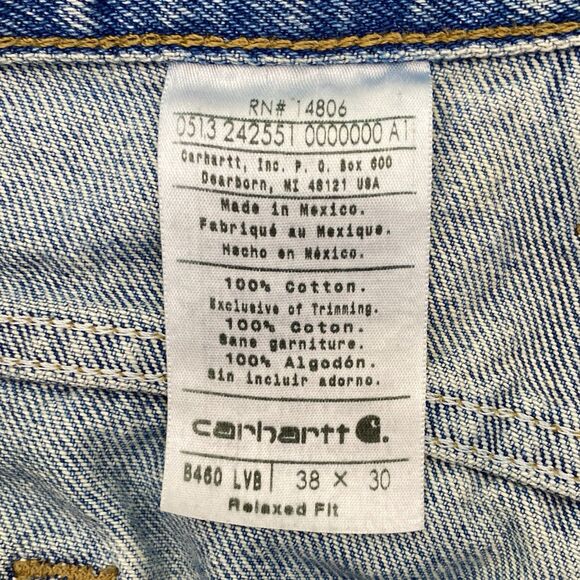 RN# 14806
0513 242551 0000000 A1
Carhartt, Inc. P. O. Box 600
Dearborn, MI 48121 USA
Made in Mexico.
Fabriqué au Mexique.
Hecho en México.
100% Cotton.
Exclusive of Trimming.
100% Coton.
Sans garniture.
100% Algodón.
sin incluir adorno.
carhartt
B460 LVB | 38 X 30
Relaxed Fit